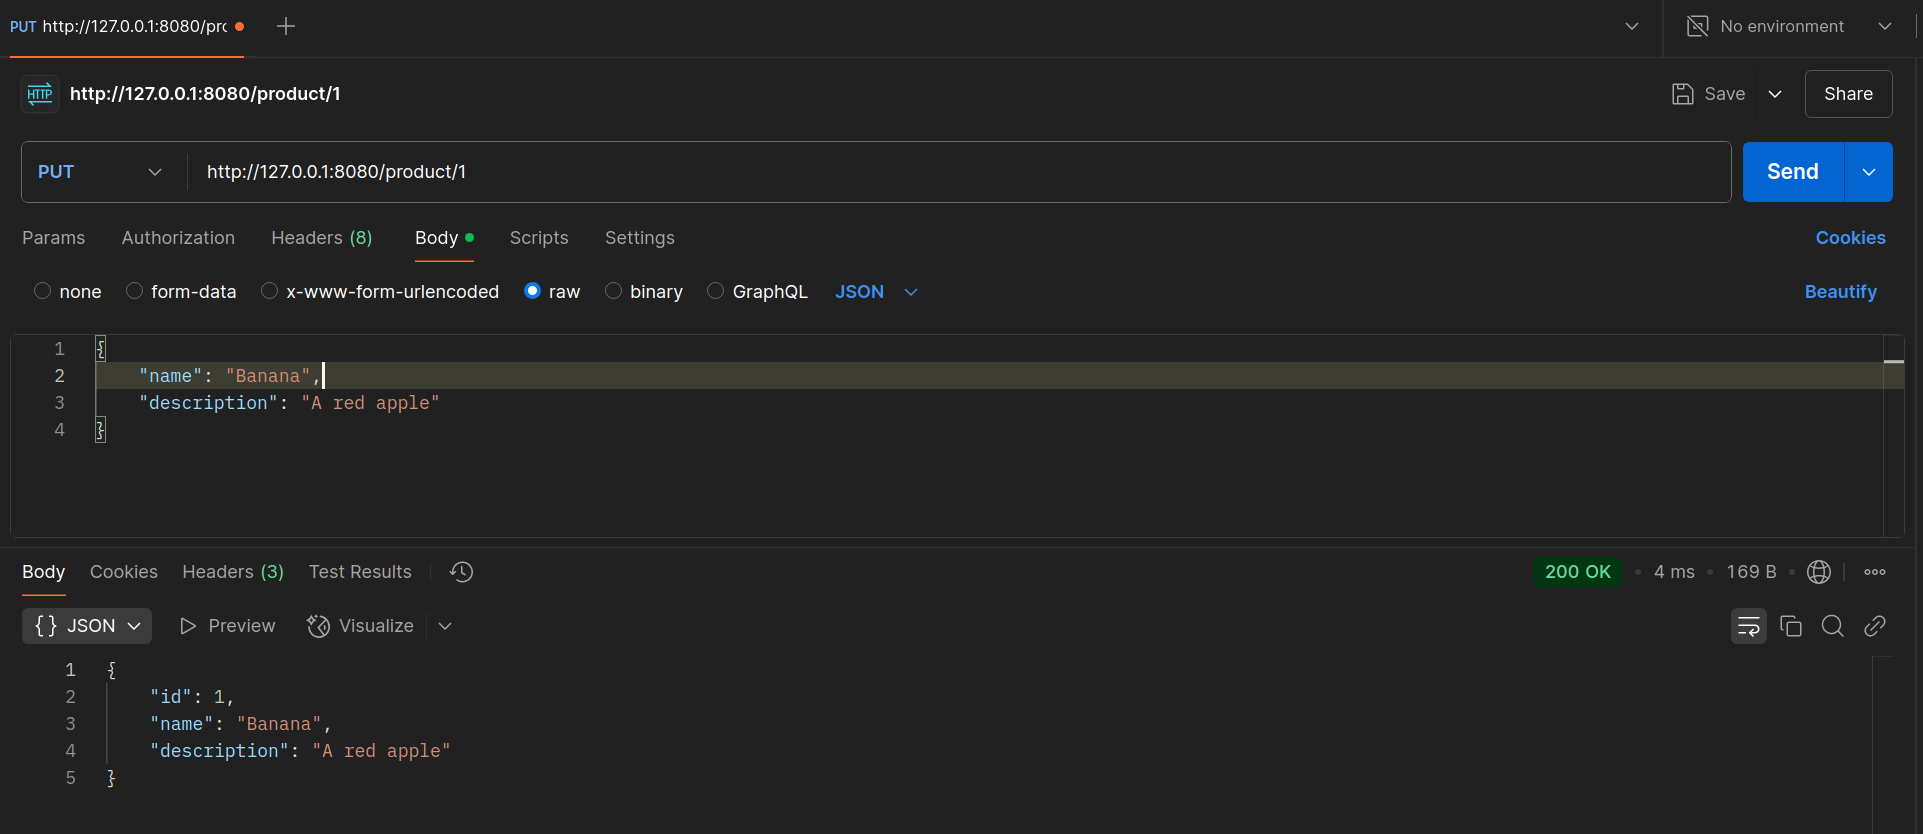 PUT http://127.0.0.1:8080/prc
No environment
HTTP http://127.0.0.1:8080/product/1
Save
Share
PUT http://127.0.0.1:8080/product/1
Send
Params Authorization Headers (8) Body Scripts Settings Cookies
none form-data x-www-form-urlencoded raw binary GraphQL JSON Beautify
1 {
2 "name": "Banana",
3 "description": "A red apple"
4 }
Body Cookies Headers (3) Test Results 200 OK 4 ms 169 B
{} JSON Preview Visualize
1 {
2 "id": 1,
3 "name": "Banana",
4 "description": "A red apple"
5 }